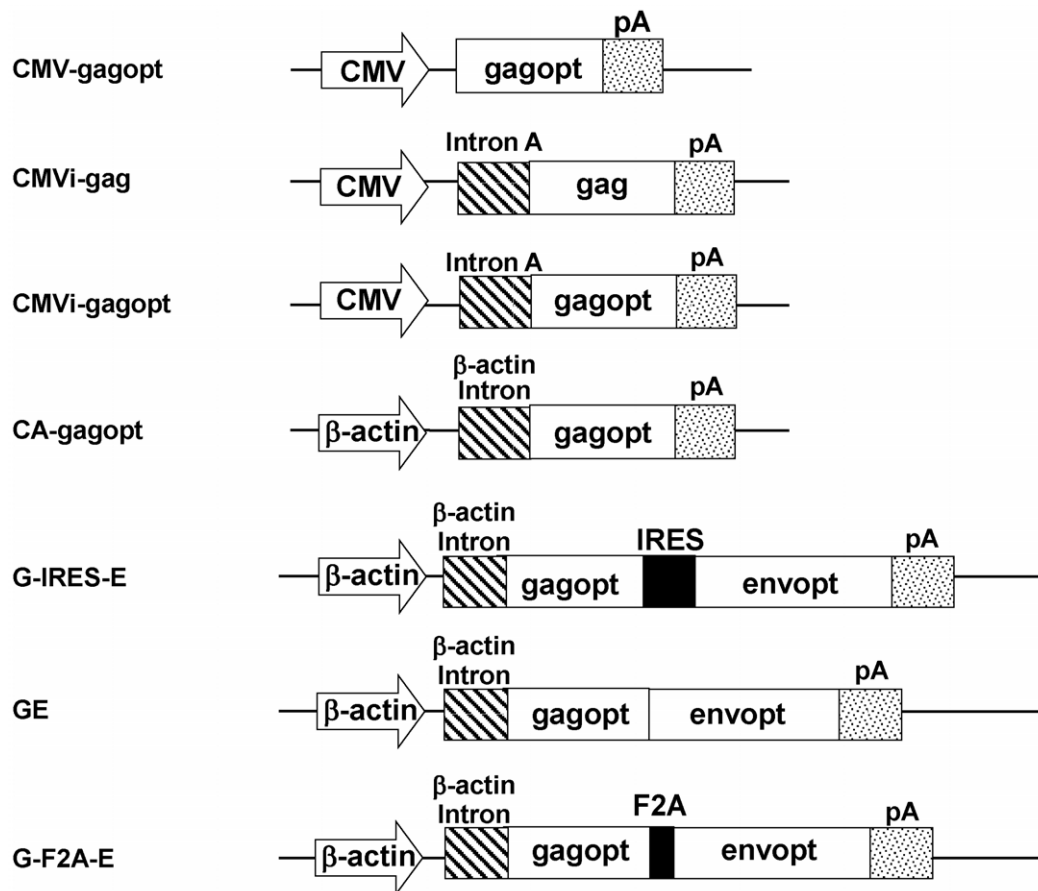 pA
CMV-gagopt CMV gagopt
Intron A pA
CMVi-gag CMV gag
Intron A pA
CMVi-gagopt CMV gagopt
β-actin
Intron pA
CA-gagopt β-actin gagopt
β-actin
Intron IRES pA
G-IRES-E β-actin gagopt envopt
β-actin
Intron pA
GE β-actin gagopt envopt
β-actin
Intron F2A pA
G-F2A-E β-actin gagopt envopt